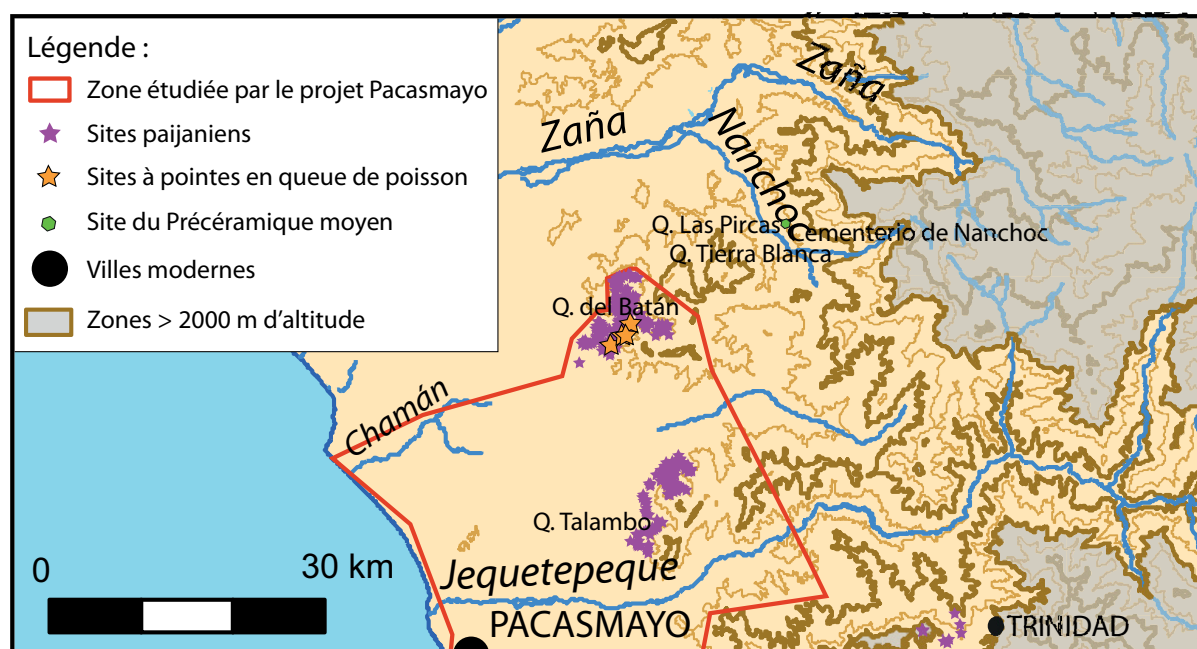 Légende :
Zone étudiée par le projet Pacasmayo
Sites paijaniens
Sites à pointes en queue de poisson
Site du Précéramique moyen
Villes modernes
Zones > 2000 m d'altitude
Zaña
Zaña
Nanchoc
Q. Las Pircas
Cementerio de Nanchoc
Q. Tierra Blanca
Q. del Batán
Chamán
Q. Talambo
Jequetepeque
0 30 km
PACASMAYO
TRINIDAD